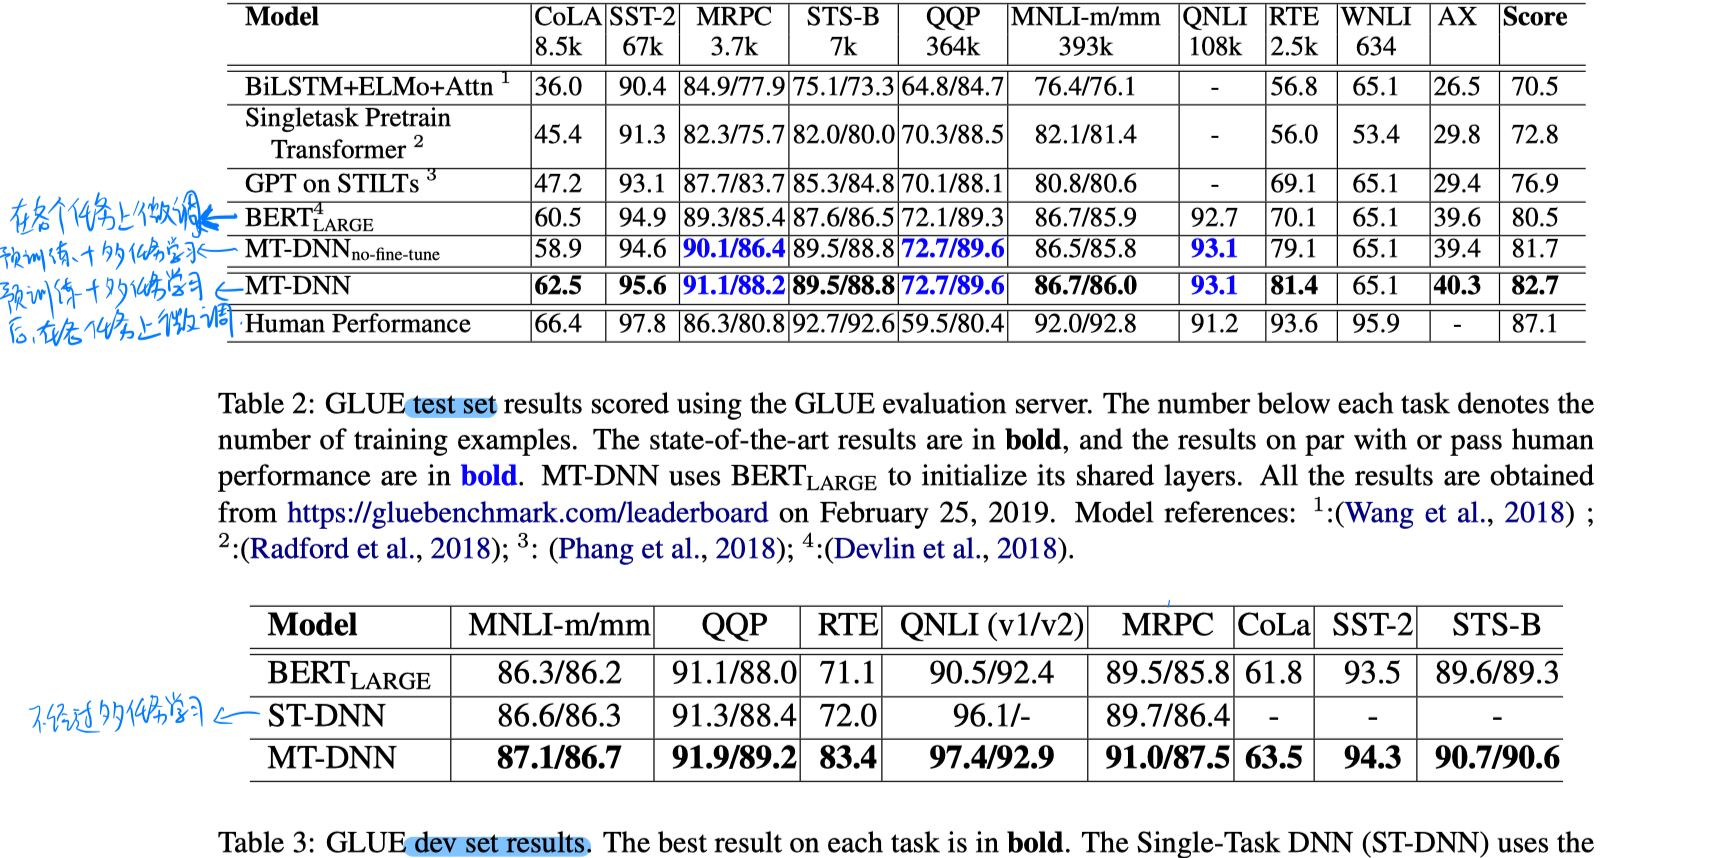 Model CoLA SST-2 MRPC STS-B QQP MNLI-m/mm QNLI RTE WNLI AX Score
8.5k 67k 3.7k 7k 364k 393k 108k 2.5k 634
BiLSTM+ELMo+Attn 1 36.0 90.4 84.9/77.9 75.1/73.3 64.8/84.7 76.4/76.1 - 56.8 65.1 26.5 70.5
Singletask Pretrain
Transformer 2 45.4 91.3 82.3/75.7 82.0/80.0 70.3/88.5 82.1/81.4 - 56.0 53.4 29.8 72.8
GPT on STILTs 3 47.2 93.1 87.7/83.7 85.3/84.8 70.1/88.1 80.8/80.6 - 69.1 65.1 29.4 76.9
在各个任务上微调
BERT4LARGE 60.5 94.9 89.3/85.4 87.6/86.5 72.1/89.3 86.7/85.9 92.7 70.1 65.1 39.6 80.5
预训练+多任务学习
MT-DNNno-fine-tune 58.9 94.6 90.1/86.4 89.5/88.8 72.7/89.6 86.5/85.8 93.1 79.1 65.1 39.4 81.7
预训练+多任务学习
MT-DNN 62.5 95.6 91.1/88.2 89.5/88.8 72.7/89.6 86.7/86.0 93.1 81.4 65.1 40.3 82.7
后,在各任务上微调
Human Performance 66.4 97.8 86.3/80.8 92.7/92.6 59.5/80.4 92.0/92.8 91.2 93.6 95.9 - 87.1
Table 2: GLUE test set results scored using the GLUE evaluation server. The number below each task denotes the
number of training examples. The state-of-the-art results are in bold, and the results on par with or pass human
performance are in bold. MT-DNN uses BERTLARGE to initialize its shared layers. All the results are obtained
from https://gluebenchmark.com/leaderboard on February 25, 2019. Model references: 1:(Wang et al., 2018) ;
2:(Radford et al., 2018); 3: (Phang et al., 2018); 4:(Devlin et al., 2018).
Model MNLI-m/mm QQP RTE QNLI (v1/v2) MRPC CoLa SST-2 STS-B
BERTLARGE 86.3/86.2 91.1/88.0 71.1 90.5/92.4 89.5/85.8 61.8 93.5 89.6/89.3
不经过多任务学习
ST-DNN 86.6/86.3 91.3/88.4 72.0 96.1/- 89.7/86.4 - - -
MT-DNN 87.1/86.7 91.9/89.2 83.4 97.4/92.9 91.0/87.5 63.5 94.3 90.7/90.6
Table 3: GLUE dev set results. The best result on each task is in bold. The Single-Task DNN (ST-DNN) uses the